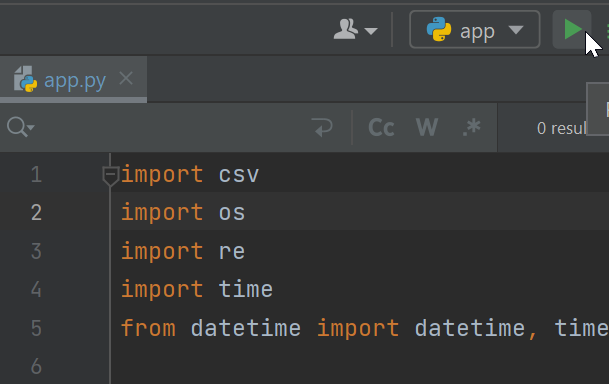 app
app.py
Cc W .*
0 resul
1 import csv
2 import os
3 import re
4 import time
5 from datetime import datetime, time
6